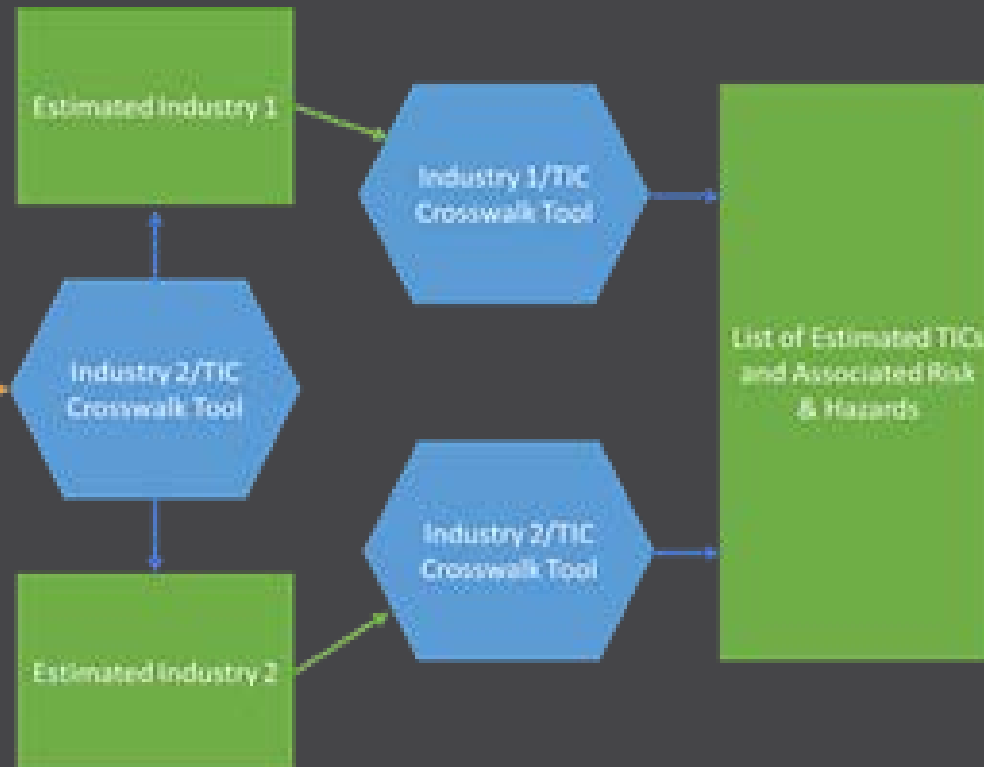 Estimated Industry 1
Industry 1/TIC
Crosswalk Tool
Industry 2/TIC
Crosswalk Tool
List of Estimated TICs
and Associated Risk
& Hazards
Industry 2/TIC
Crosswalk Tool
Estimated Industry 2